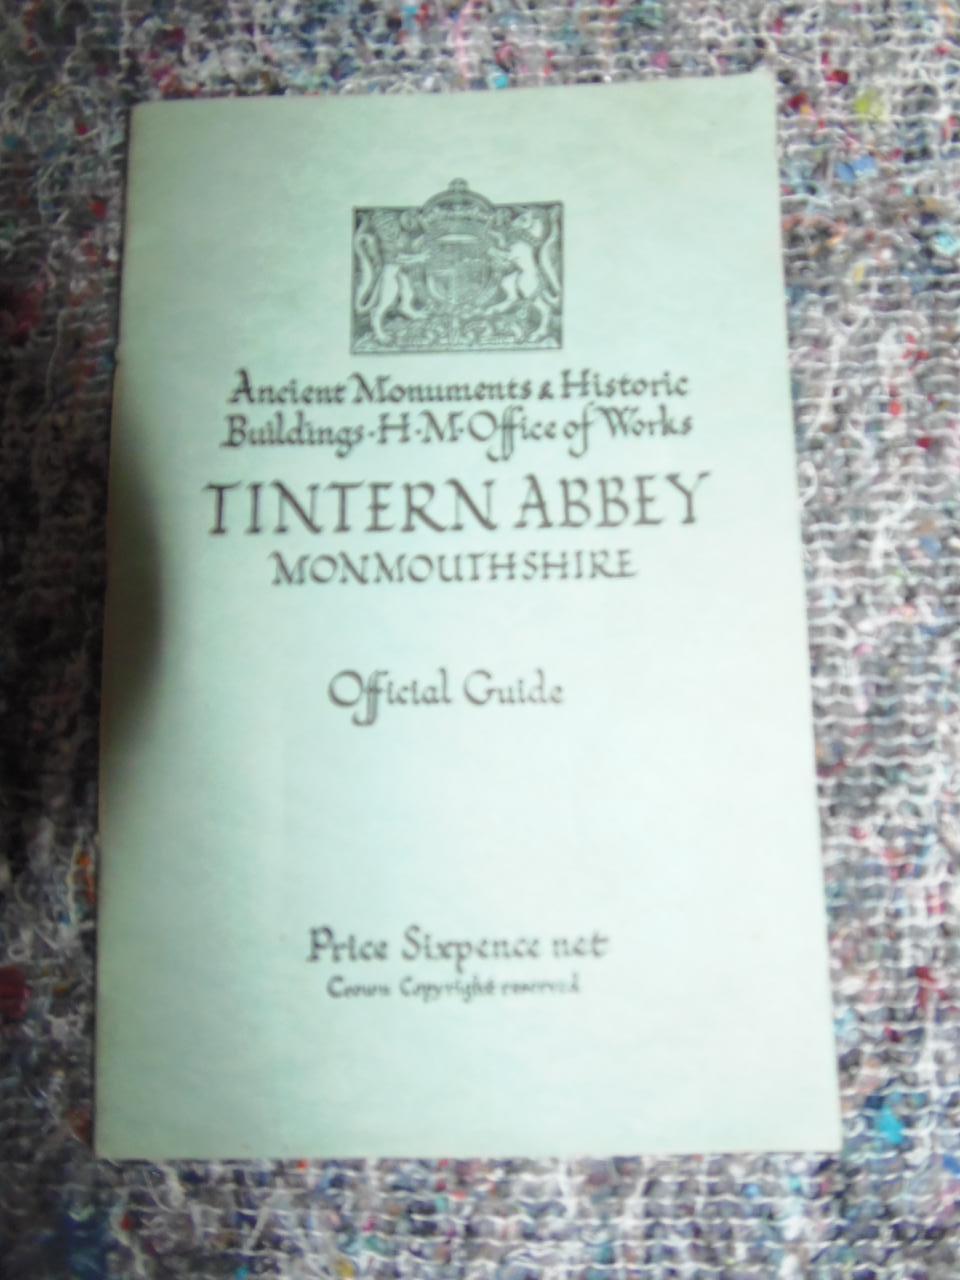 Ancient Monuments & Historic
Buildings·H·M·Office of Works
TINTERN ABBEY
MONMOUTHSHIRE
Official Guide
Price Sixpence net
Crown Copyright reserved